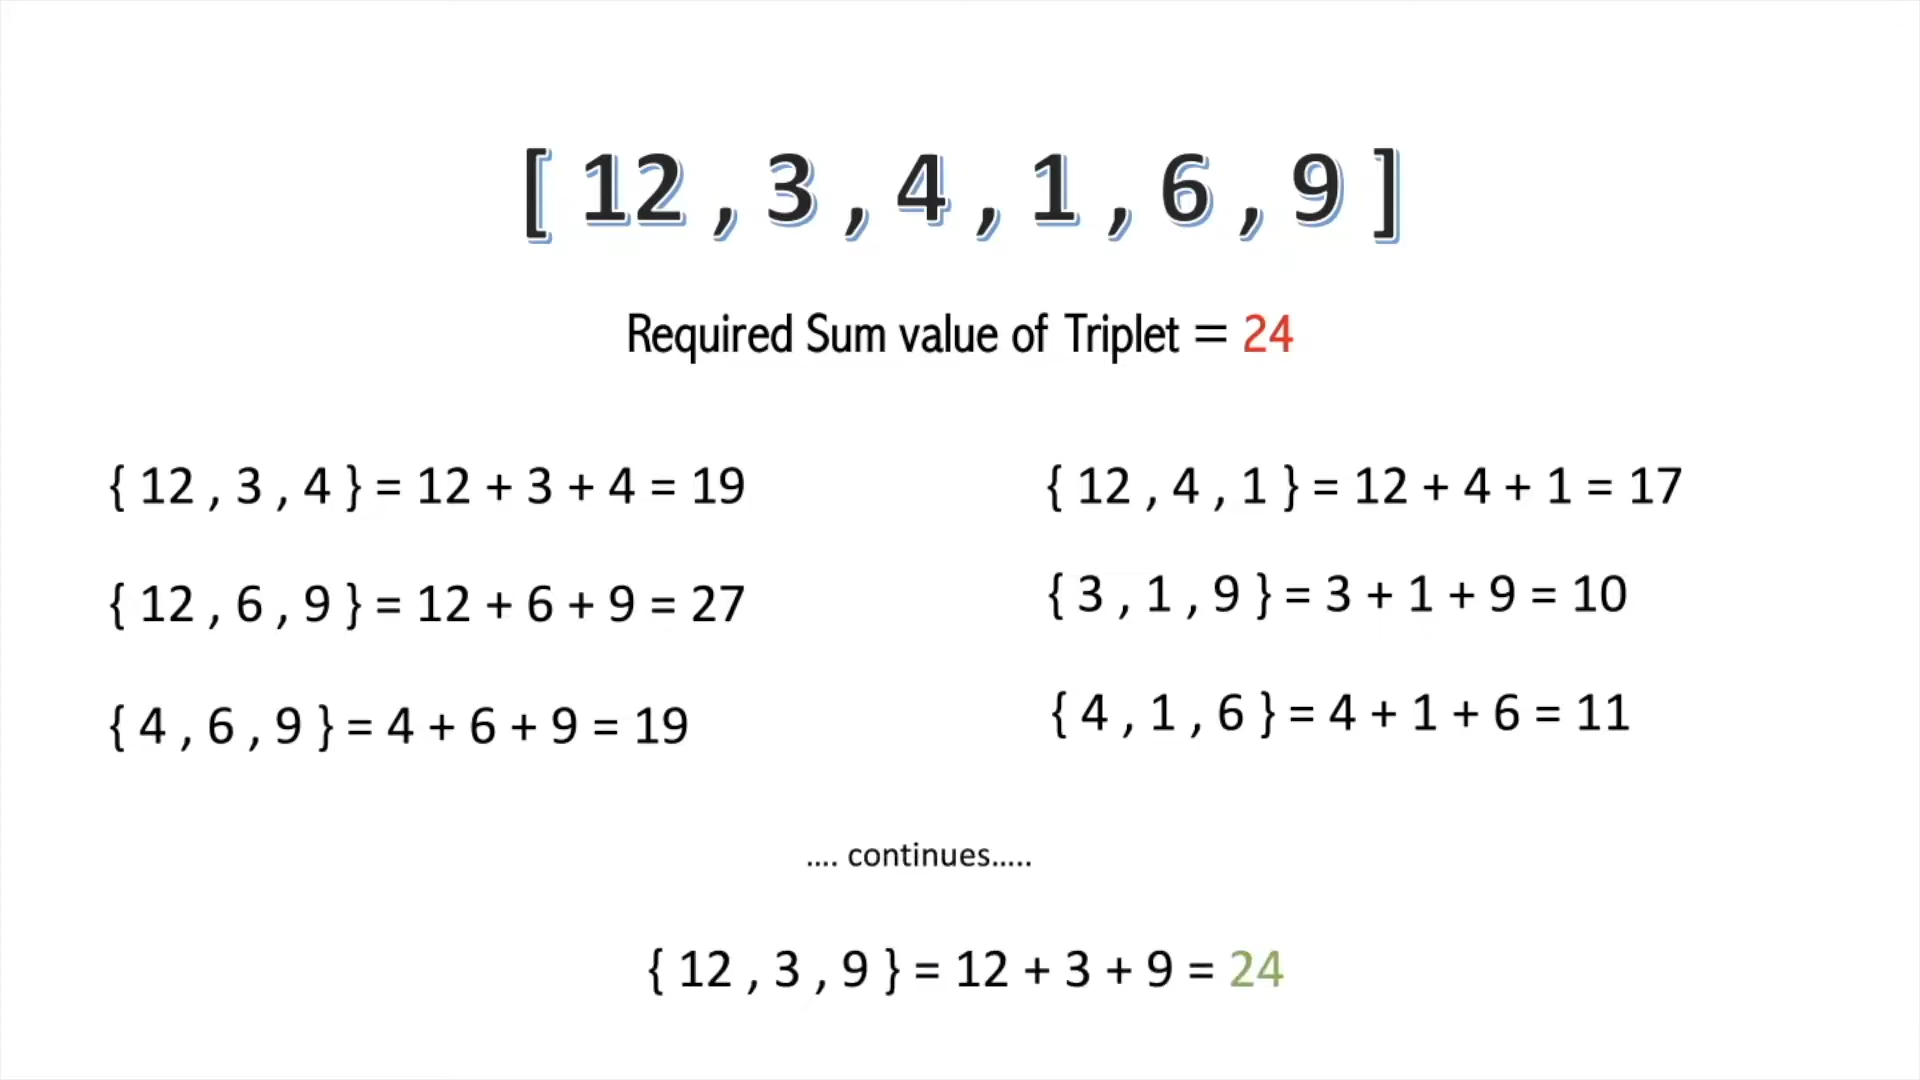 [ 12 , 3 , 4 , 1 , 6 , 9 ]
Required Sum value of Triplet = 24
{ 12 , 3 , 4 } = 12 + 3 + 4 = 19
{ 12 , 4 , 1 } = 12 + 4 + 1 = 17
{ 12 , 6 , 9 } = 12 + 6 + 9 = 27
{ 3 , 1 , 9 } = 3 + 1 + 9 = 10
{ 4 , 6 , 9 } = 4 + 6 + 9 = 19
{ 4 , 1 , 6 } = 4 + 1 + 6 = 11
.... continues.....
{ 12 , 3 , 9 } = 12 + 3 + 9 = 24